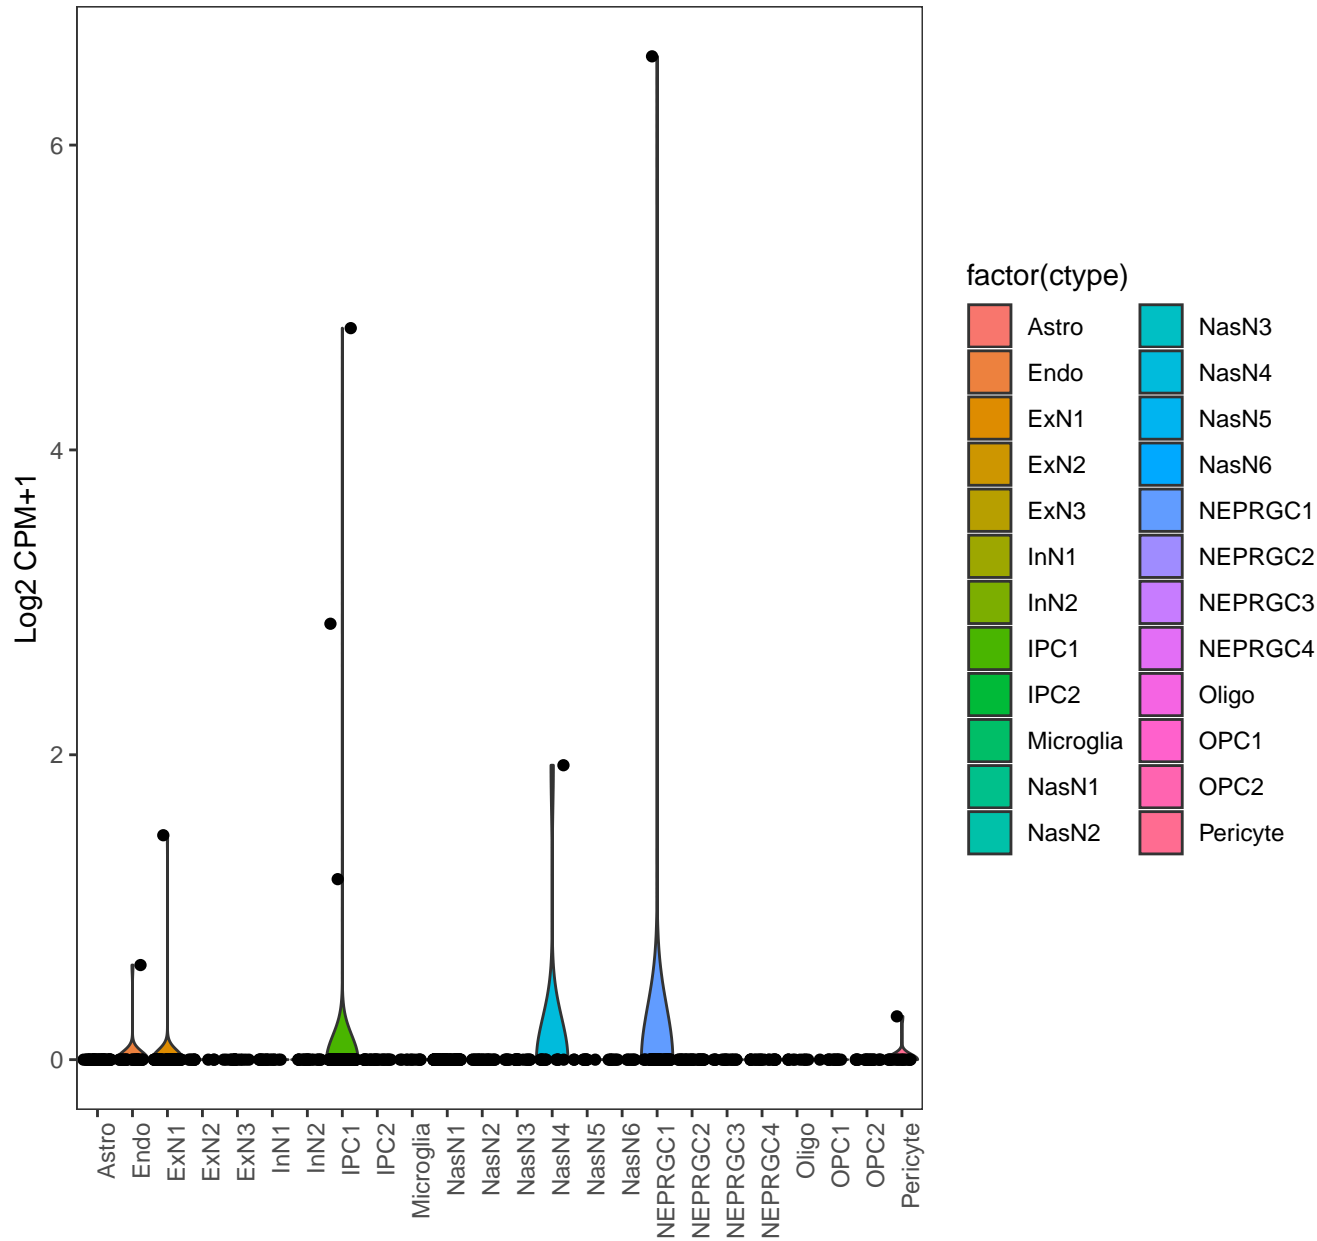 Log2 CPM+1
6
4
2
0
Astro
Endo
ExN1
ExN2
ExN3
InN1
InN2
IPC1
IPC2
Microglia
NasN1
NasN2
NasN3
NasN4
NasN5
NasN6
NEPRGC1
NEPRGC2
NEPRGC3
NEPRGC4
Oligo
OPC1
OPC2
Pericyte
factor(ctype)
Astro
Endo
ExN1
ExN2
ExN3
InN1
InN2
IPC1
IPC2
Microglia
NasN1
NasN2
NasN3
NasN4
NasN5
NasN6
NEPRGC1
NEPRGC2
NEPRGC3
NEPRGC4
Oligo
OPC1
OPC2
Pericyte